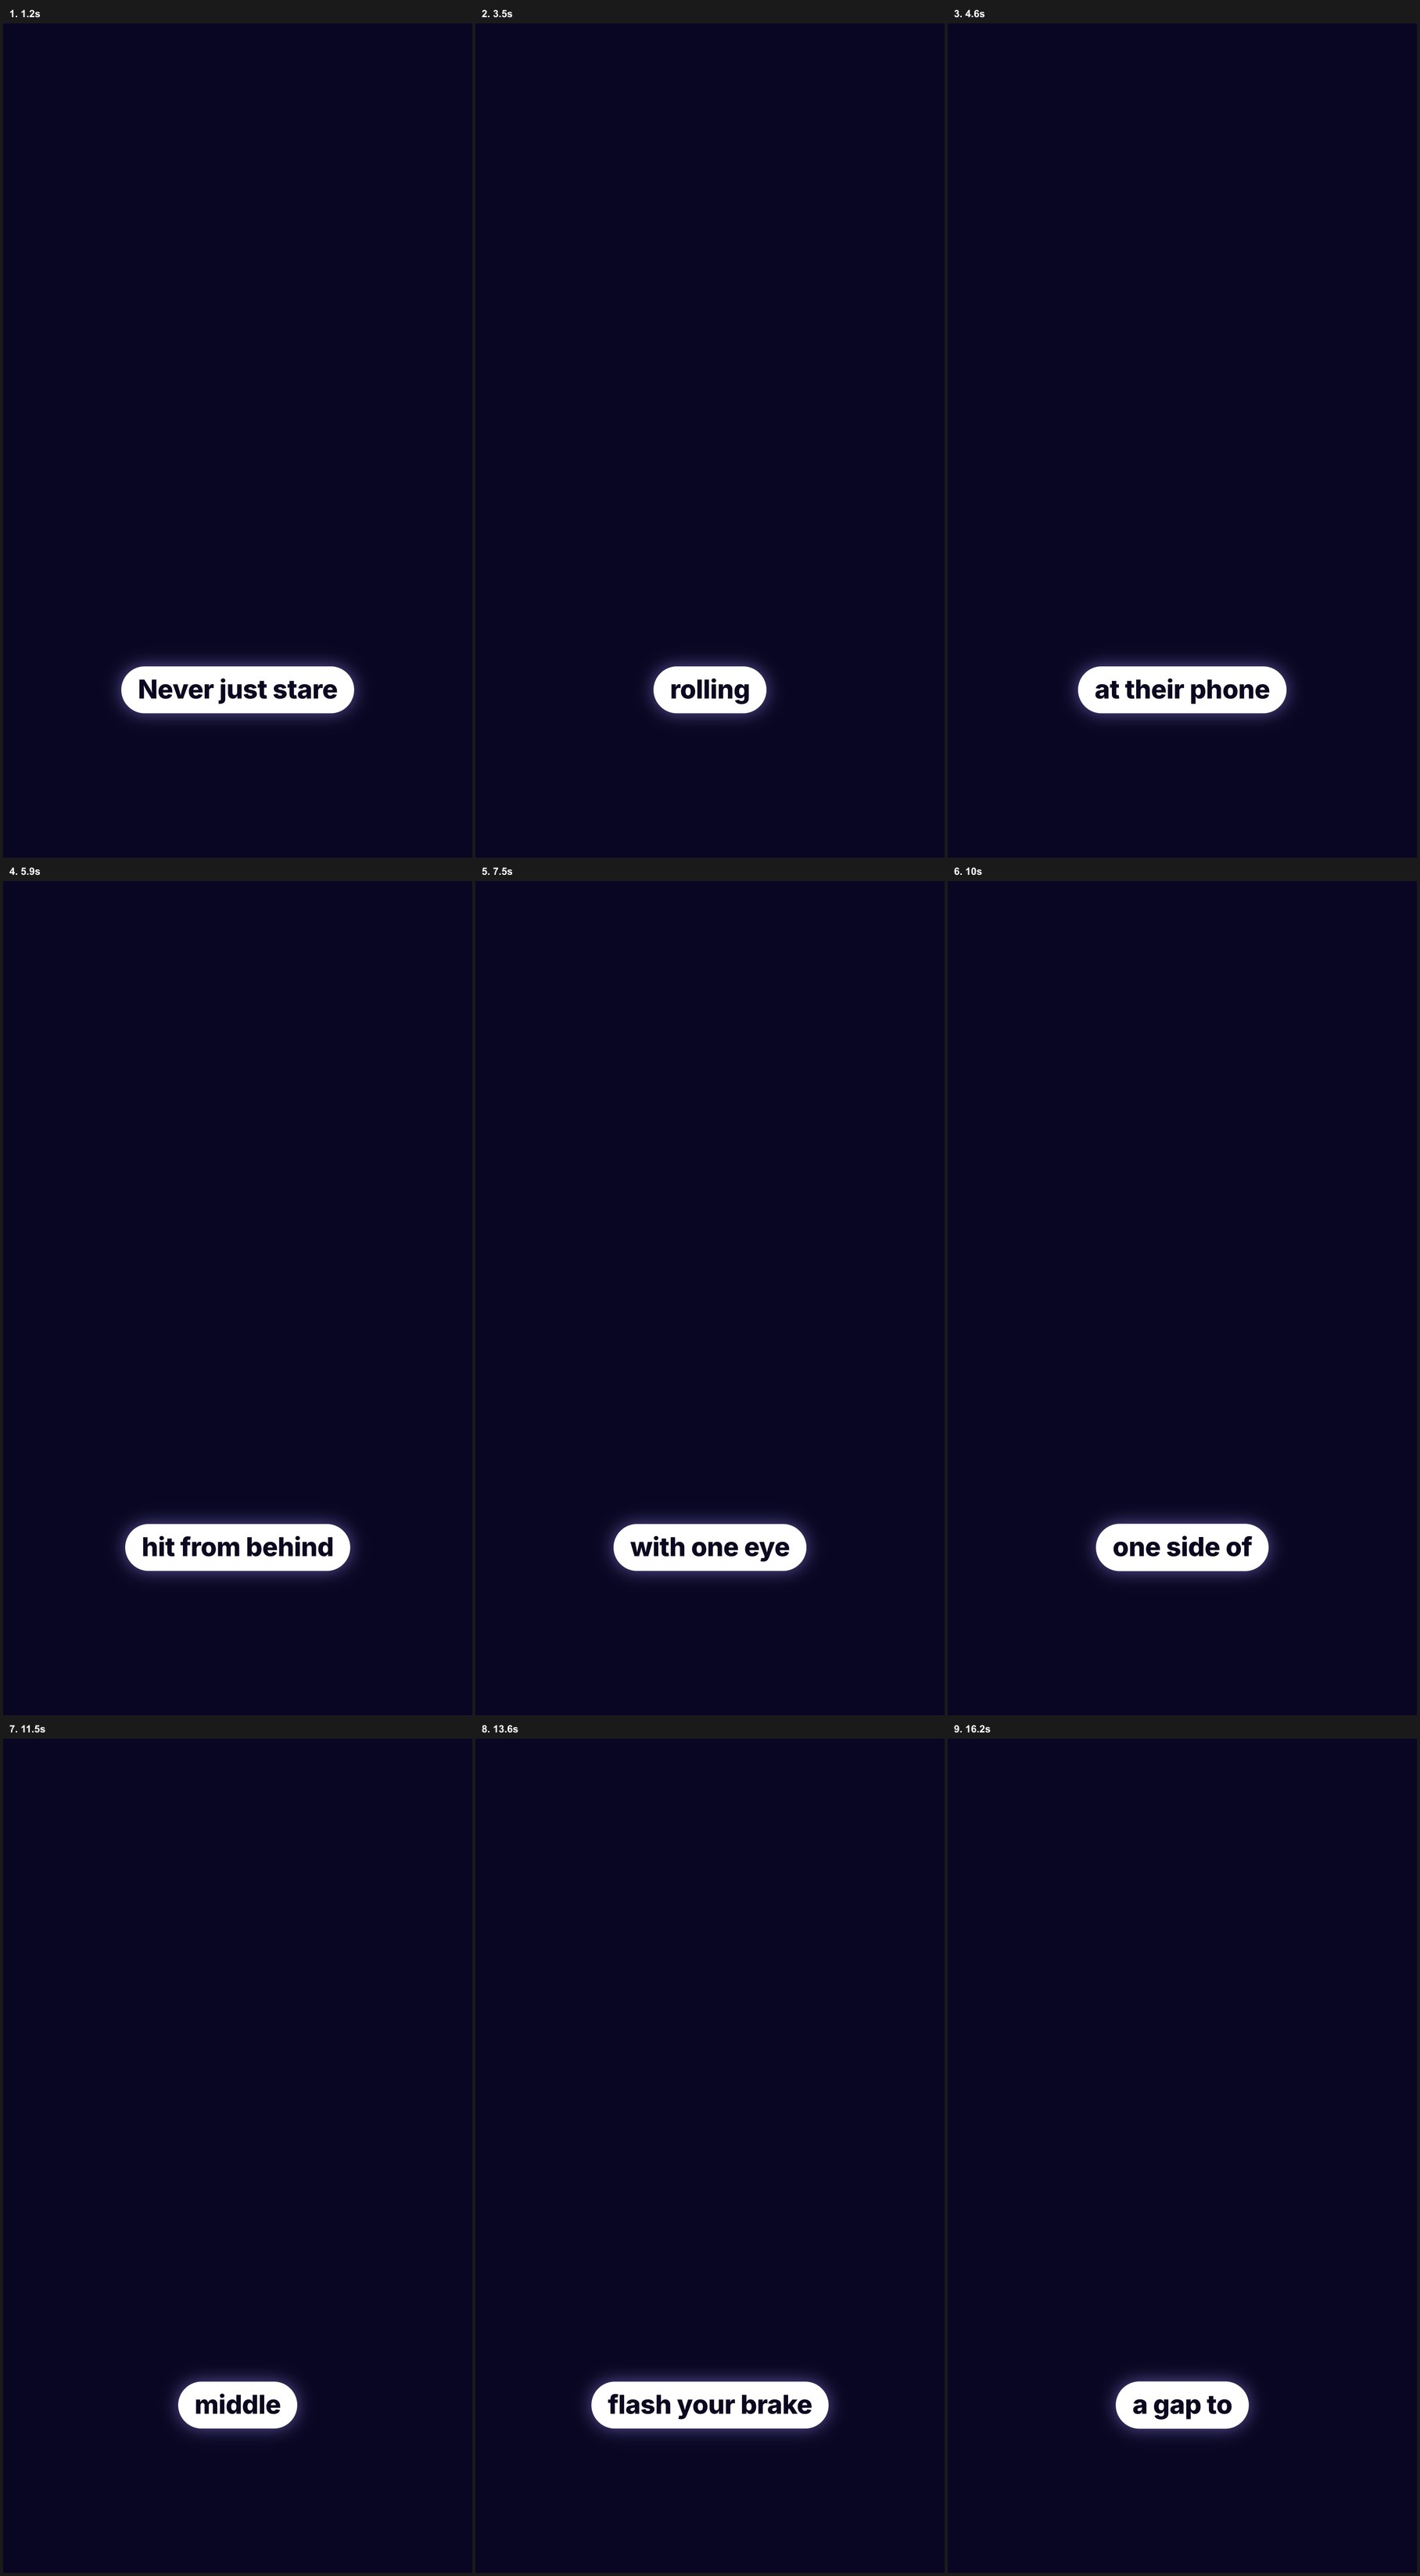 1. 1.2s
Never just stare
2. 3.5s
rolling
3. 4.6s
at their phone
4. 5.9s
hit from behind
5. 7.5s
with one eye
6. 10s
one side of
7. 11.5s
middle
8. 13.6s
flash your brake
9. 16.2s
a gap to